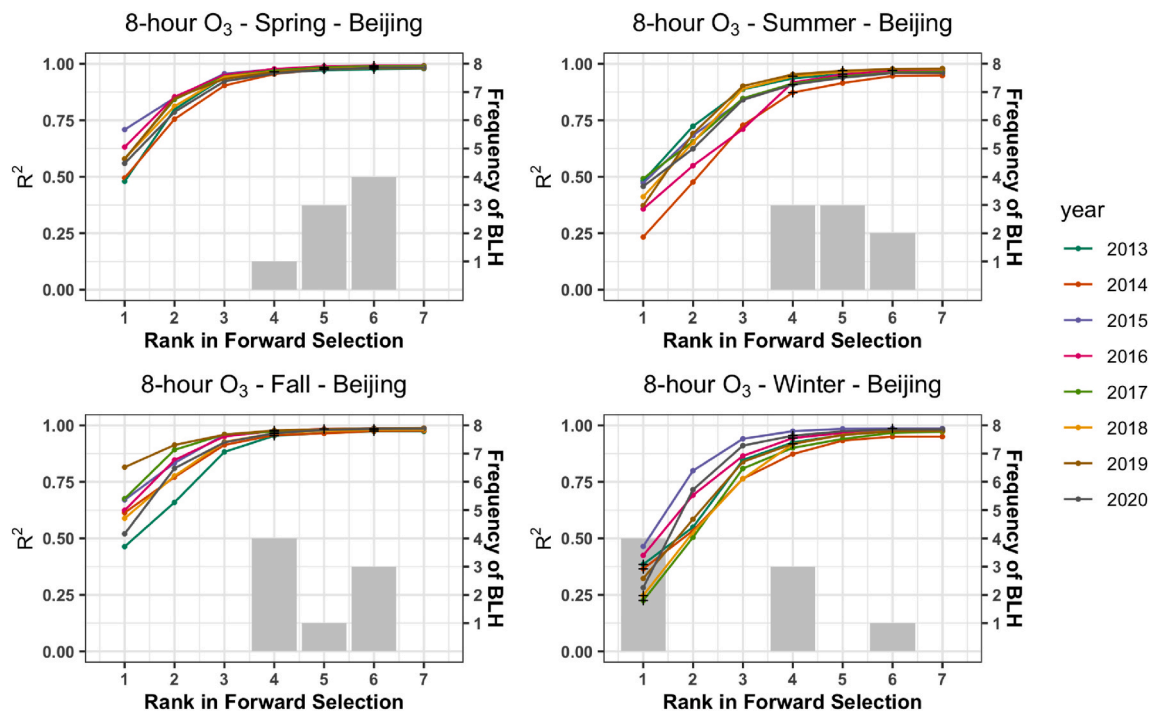 8-hour O₃ - Spring - Beijing
1.00
0.75
0.50
0.25
0.00
R²
8
7
6
5
4
3
2
1
Frequency of BLH
1 2 3 4 5 6 7
Rank in Forward Selection
8-hour O₃ - Summer - Beijing
1.00
0.75
0.50
0.25
0.00
R²
8
7
6
5
4
3
2
1
Frequency of BLH
1 2 3 4 5 6 7
Rank in Forward Selection
8-hour O₃ - Fall - Beijing
1.00
0.75
0.50
0.25
0.00
R²
8
7
6
5
4
3
2
1
Frequency of BLH
1 2 3 4 5 6 7
Rank in Forward Selection
8-hour O₃ - Winter - Beijing
1.00
0.75
0.50
0.25
0.00
R²
8
7
6
5
4
3
2
1
Frequency of BLH
1 2 3 4 5 6 7
Rank in Forward Selection
year
2013
2014
2015
2016
2017
2018
2019
2020